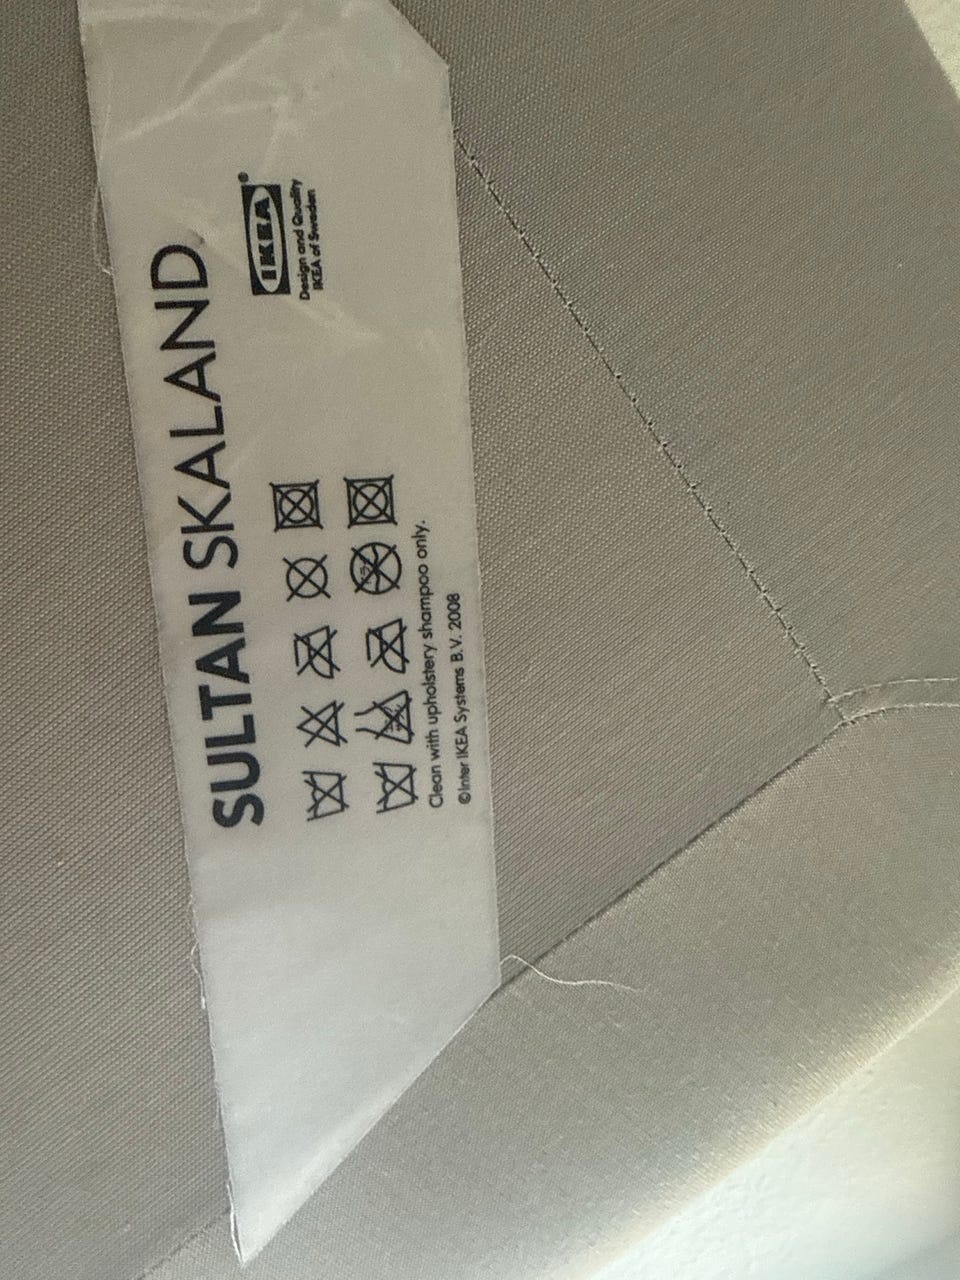 SULTAN SKALAND
IKEA®
Design and Quality
IKEA of Sweden
Clean with upholstery shampoo only.
©Inter IKEA Systems B.V. 2008